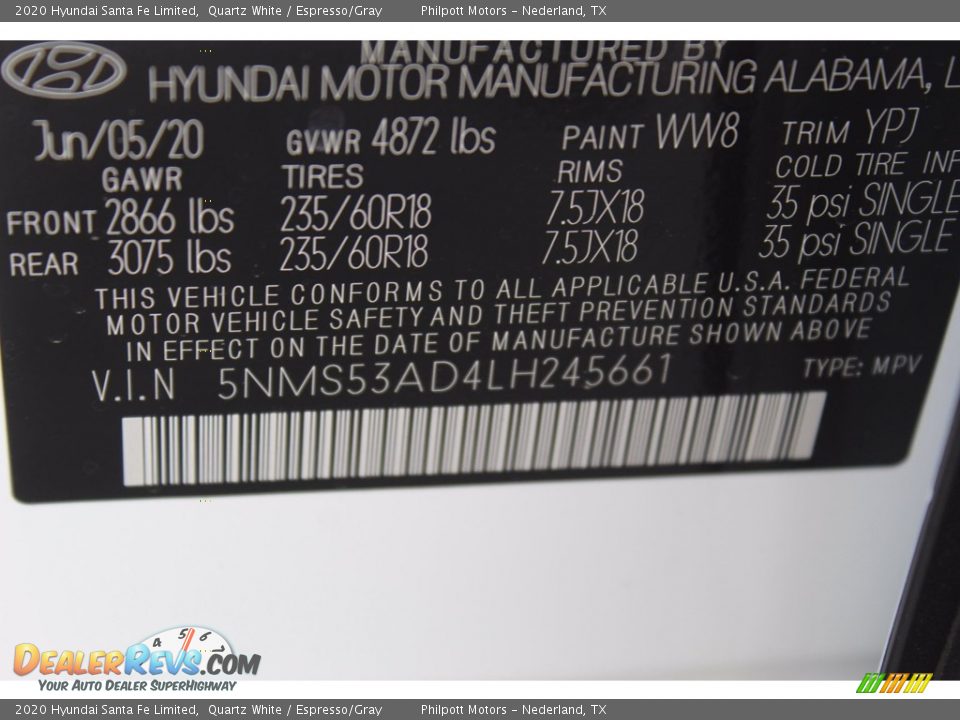 2020 Hyundai Santa Fe Limited, Quartz White / Espresso/Gray Philpott Motors - Nederland, TX
MANUFACTURED BY
HYUNDAI MOTOR MANUFACTURING ALABAMA, L
Jun/05/20 GVWR 4872 lbs PAINT WW8 TRIM YPJ
GAWR TIRES RIMS COLD TIRE INF
FRONT 2866 lbs 235/60R18 7.5JX18 35 psi SINGLE
REAR 3075 lbs 235/60R18 7.5JX18 35 psi SINGLE
THIS VEHICLE CONFORMS TO ALL APPLICABLE U.S.A. FEDERAL
MOTOR VEHICLE SAFETY AND THEFT PREVENTION STANDARDS
IN EFFECT ON THE DATE OF MANUFACTURE SHOWN ABOVE
V.I.N 5NMS53AD4LH245661 TYPE: MPV
4 5 6 7
DEALERREVS.COM
YOUR AUTO DEALER SUPERHIGHWAY
2020 Hyundai Santa Fe Limited, Quartz White / Espresso/Gray Philpott Motors - Nederland, TX